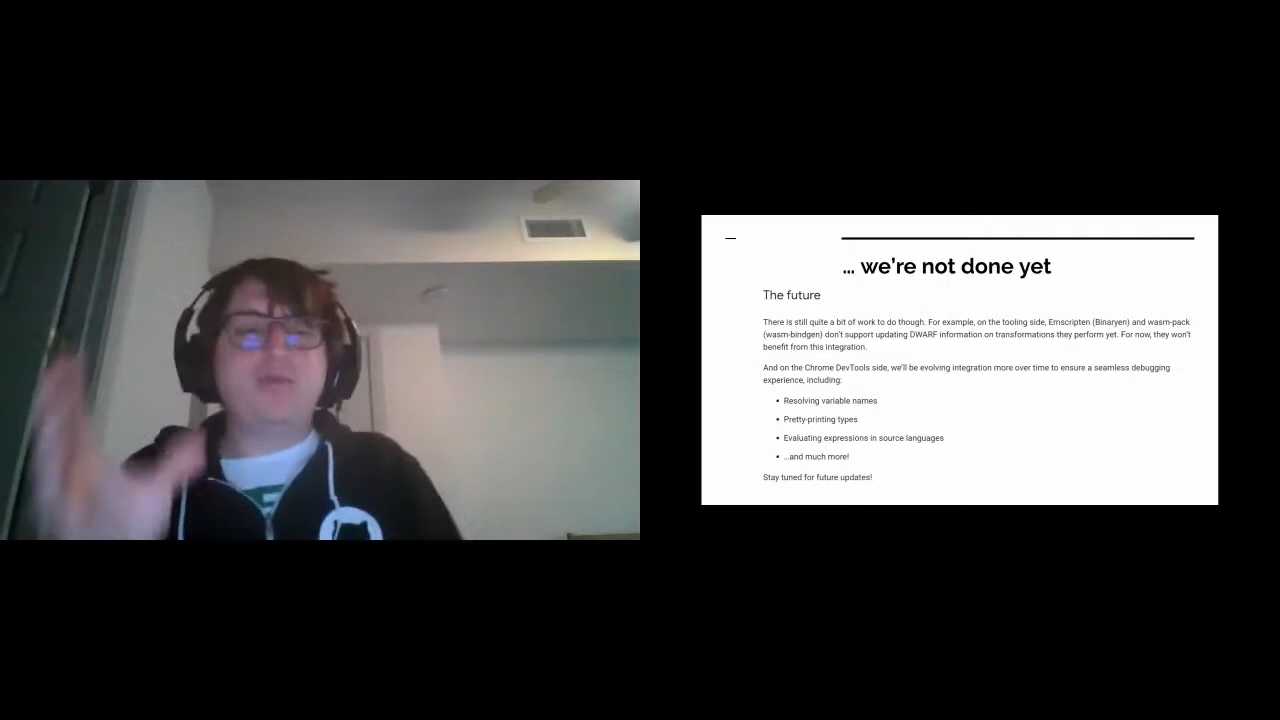 … we’re not done yet
The future
There is still quite a bit of work to do though. For example, on the tooling side, Emscripten (Binaryen) and wasm-pack
(wasm-bindgen) don’t support updating DWARF information on transformations they perform yet. For now, they won’t
benefit from this integration.
And on the Chrome DevTools side, we’ll be evolving integration more over time to ensure a seamless debugging
experience, including:
• Resolving variable names
• Pretty-printing types
• Evaluating expressions in source languages
• …and much more!
Stay tuned for future updates!